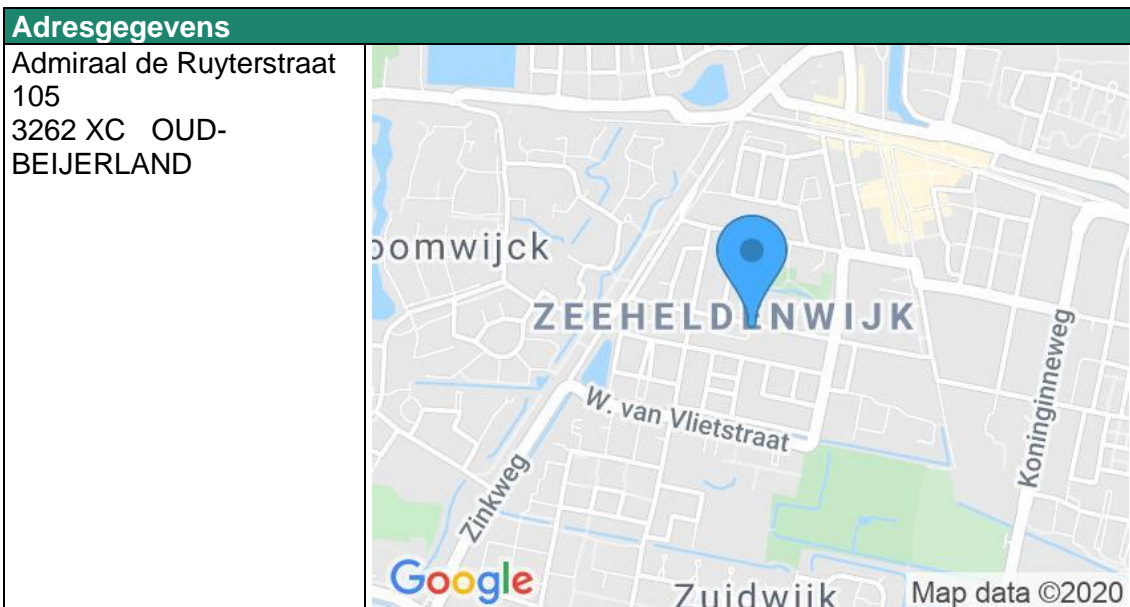 Adresgegevens
Admiraal de Ruyterstraat
105
3262 XC OUD-
BEIJERLAND
oomwijck
ZEEHELDENWIJK
W. van Vlietstraat
Koninginneweg
Zinkweg
Google
Zuidwijk
Map data ©2020